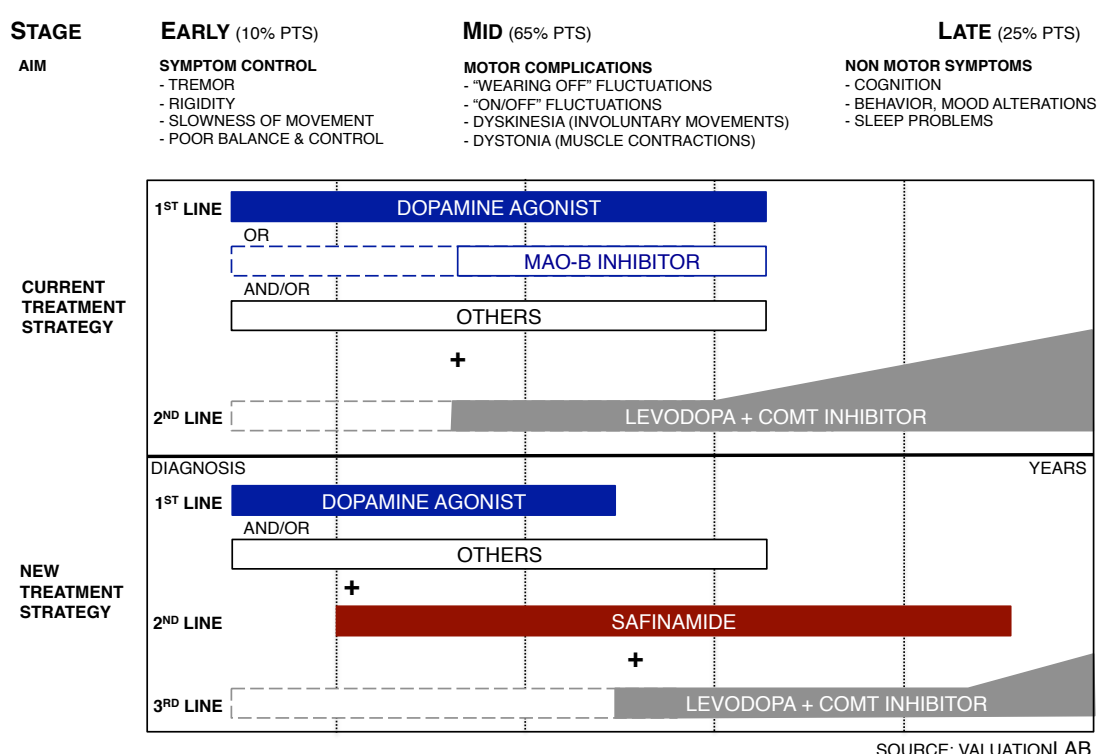 STAGE EARLY (10% PTS) MID (65% PTS) LATE (25% PTS)
AIM
SYMPTOM CONTROL
- TREMOR
- RIGIDITY
- SLOWNESS OF MOVEMENT
- POOR BALANCE & CONTROL
MOTOR COMPLICATIONS
- "WEARING OFF" FLUCTUATIONS
- "ON/OFF" FLUCTUATIONS
- DYSKINESIA (INVOLUNTARY MOVEMENTS)
- DYSTONIA (MUSCLE CONTRACTIONS)
NON MOTOR SYMPTOMS
- COGNITION
- BEHAVIOR, MOOD ALTERATIONS
- SLEEP PROBLEMS
CURRENT
TREATMENT
STRATEGY
1ST LINE DOPAMINE AGONIST
OR
MAO-B INHIBITOR
AND/OR
OTHERS
+
2ND LINE LEVODOPA + COMT INHIBITOR
DIAGNOSIS YEARS
NEW
TREATMENT
STRATEGY
1ST LINE DOPAMINE AGONIST
AND/OR
OTHERS
+
2ND LINE SAFINAMIDE
+
3RD LINE LEVODOPA + COMT INHIBITOR
SOURCE: VALUATIONLAB